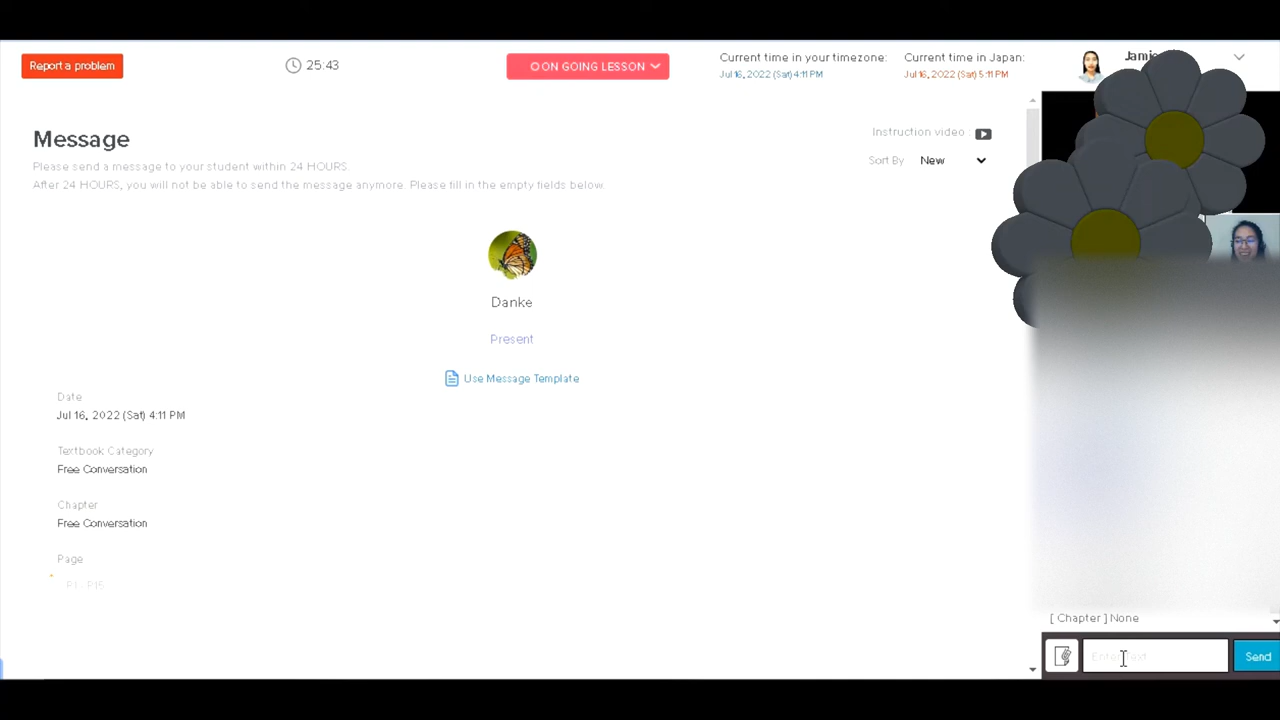 Report a problem
25:43
ON GOING LESSON
Current time in your timezone:
Jul 16, 2022 (Sat) 4:11 PM
Current time in Japan:
Jul 16, 2022 (Sat) 5:11 PM
Message
Instruction video :
Please send a message to your student within 24 HOURS.
Sort By New
After 24 HOURS, you will not be able to send the message anymore. Please fill in the empty fields below.
Danke
Present
Use Message Template
Date
Jul 16, 2022 (Sat) 4:11 PM
Textbook Category
Free Conversation
Chapter
Free Conversation
Page
P1 - P15
[ Chapter ] None
Enter Text
Send